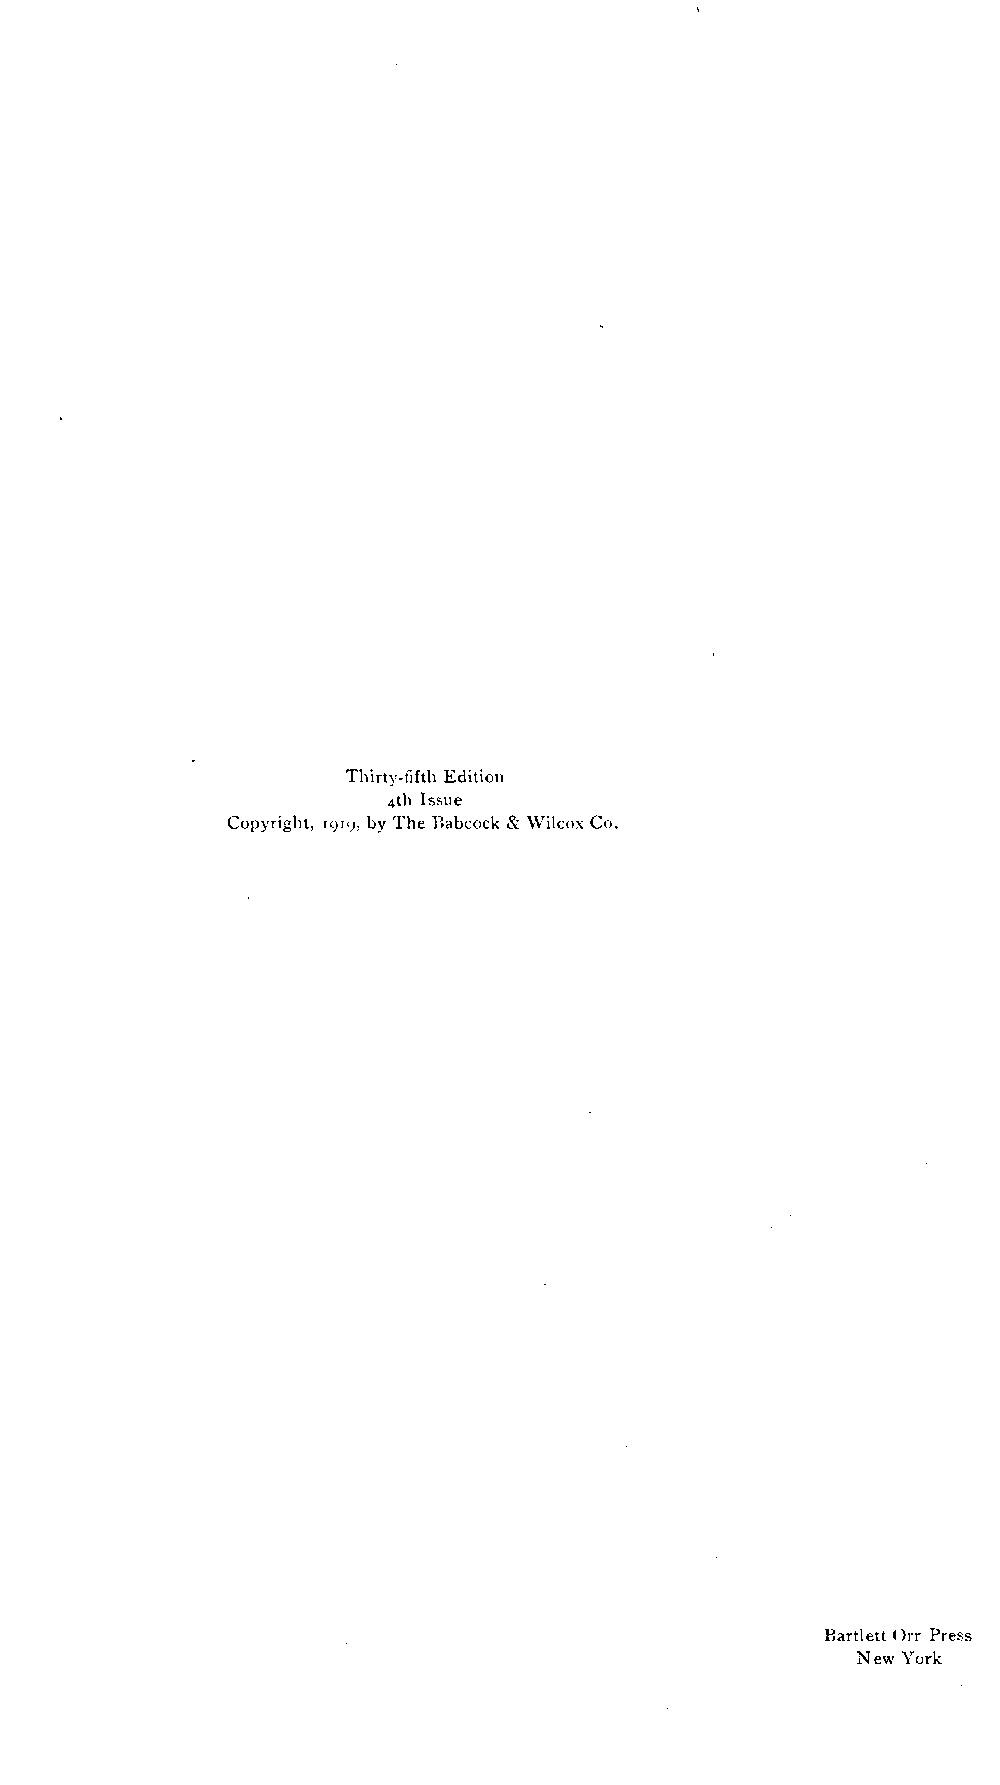 Thirty-fifth Edition
4th Issue
Copyright, 1919, by The Babcock & Wilcox Co.
Bartlett Orr Press
New York